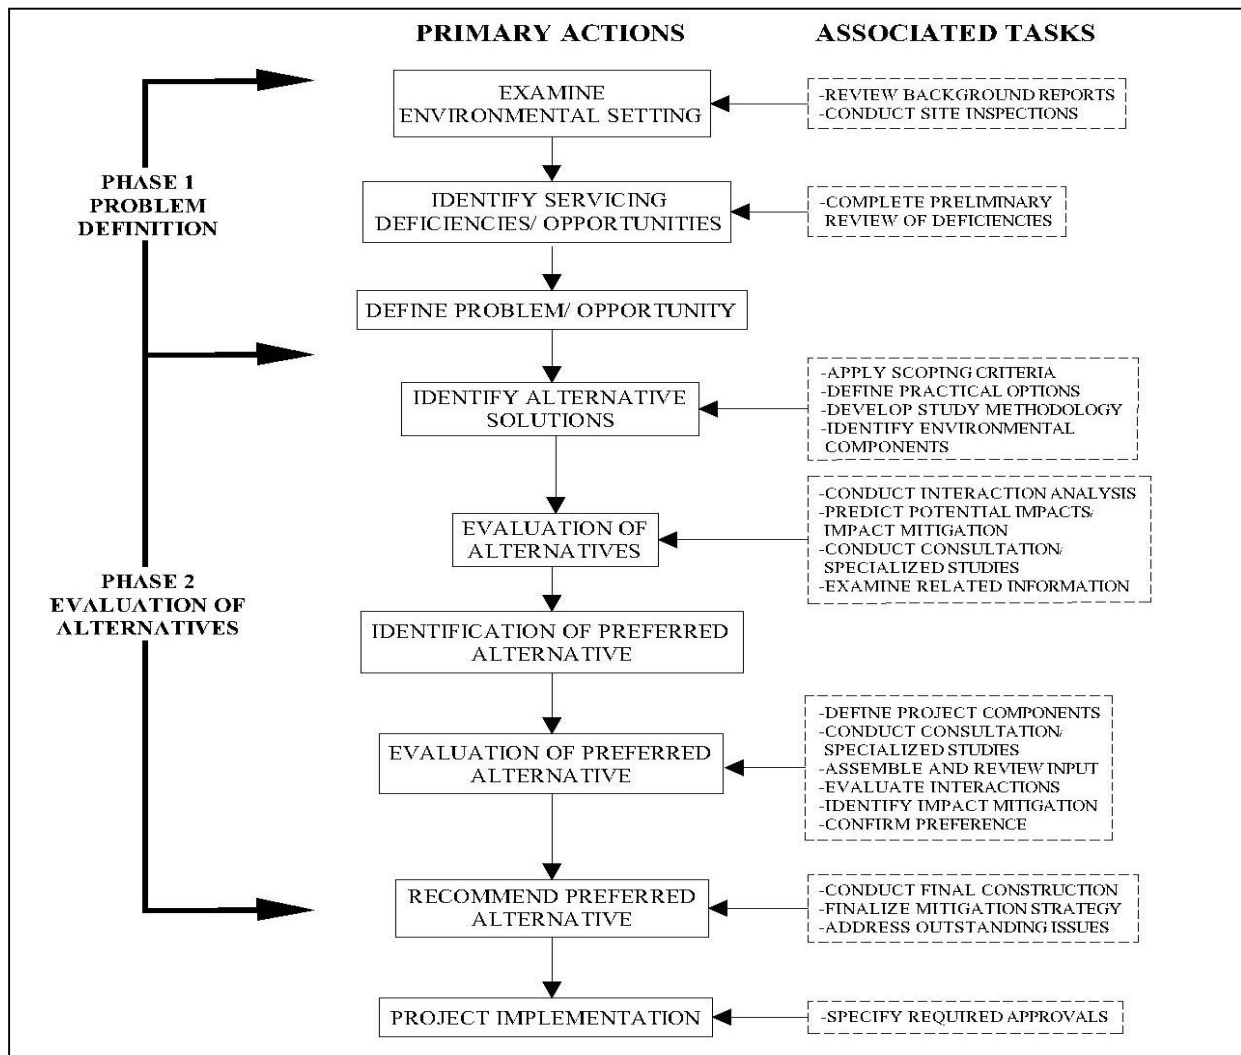 PRIMARY ACTIONS
ASSOCIATED TASKS
EXAMINE
ENVIRONMENTAL SETTING
-REVIEW BACKGROUND REPORTS
-CONDUCT SITE INSPECTIONS
PHASE 1
PROBLEM
DEFINITION
IDENTIFY SERVICING
DEFICIENCIES/ OPPORTUNITIES
-COMPLETE PRELIMINARY
REVIEW OF DEFICIENCIES
DEFINE PROBLEM/ OPPORTUNITY
IDENTIFY ALTERNATIVE
SOLUTIONS
-APPLY SCOPING CRITERIA
-DEFINE PRACTICAL OPTIONS
-DEVELOP STUDY METHODOLOGY
-IDENTIFY ENVIRONMENTAL
COMPONENTS
EVALUATION OF
ALTERNATIVES
-CONDUCT INTERACTION ANALYSIS
-PREDICT POTENTIAL IMPACTS/
IMPACT MITIGATION
-CONDUCT CONSULTATION/
SPECIALIZED STUDIES
-EXAMINE RELATED INFORMATION
PHASE 2
EVALUATION OF
ALTERNATIVES
IDENTIFICATION OF PREFERRED
ALTERNATIVE
EVALUATION OF PREFERRED
ALTERNATIVE
-DEFINE PROJECT COMPONENTS
-CONDUCT CONSULTATION/
SPECIALIZED STUDIES
-ASSEMBLE AND REVIEW INPUT
-EVALUATE INTERACTIONS
-IDENTIFY IMPACT MITIGATION
-CONFIRM PREFERENCE
RECOMMEND PREFERRED
ALTERNATIVE
-CONDUCT FINAL CONSTRUCTION
-FINALIZE MITIGATION STRATEGY
-ADDRESS OUTSTANDING ISSUES
PROJECT IMPLEMENTATION
-SPECIFY REQUIRED APPROVALS